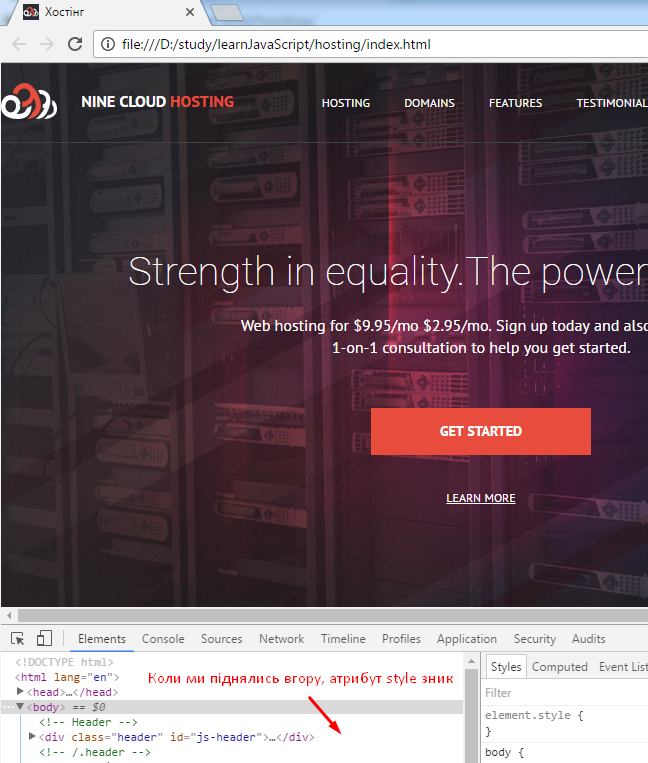 Хостінг
file:///D:/study/learnJavaScript/hosting/index.html
NINE CLOUD HOSTING
HOSTING DOMAINS FEATURES TESTIMONIAL
Strength in equality.The power
Web hosting for $9.95/mo $2.95/mo. Sign up today and also
1-on-1 consultation to help you get started.
GET STARTED
LEARN MORE
Elements Console Sources Network Timeline Profiles Application Security Audits
<!DOCTYPE html>
<html lang="en">
<head>…</head>
<body> == $0
<!-- Header -->
<div class="header" id="js-header">…</div>
<!-- /.header -->
Коли ми піднялись вгору, атрибут style зник
Styles Computed Event List
Filter
element.style {
}
body {